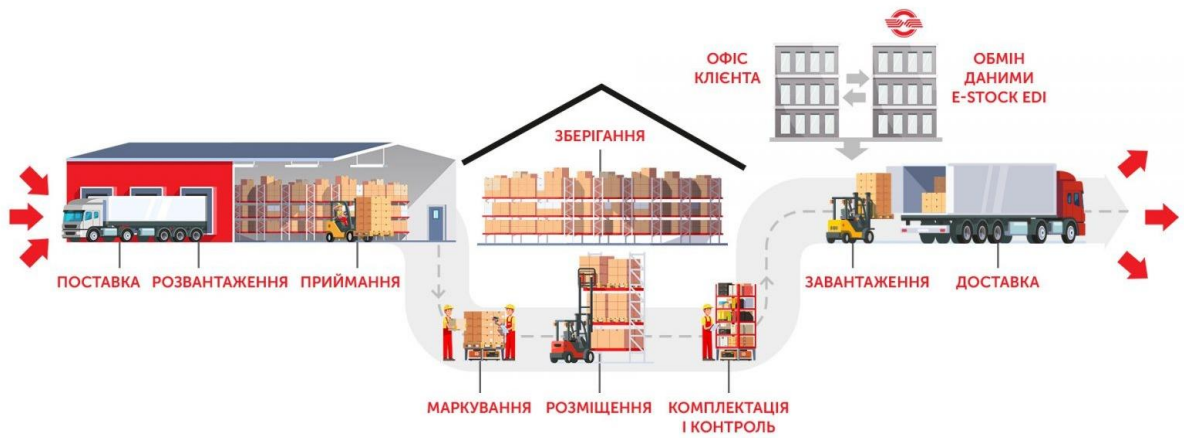 ОФІС
КЛІЄНТА
ОБМІН
ДАНИМИ
E-STOCK EDI
ЗБЕРІГАННЯ
ПОСТАВКА
РОЗВАНТАЖЕННЯ
ПРИЙМАННЯ
ЗАВАНТАЖЕННЯ
ДОСТАВКА
МАРКУВАННЯ
РОЗМІЩЕННЯ
КОМПЛЕКТАЦІЯ
І КОНТРОЛЬ